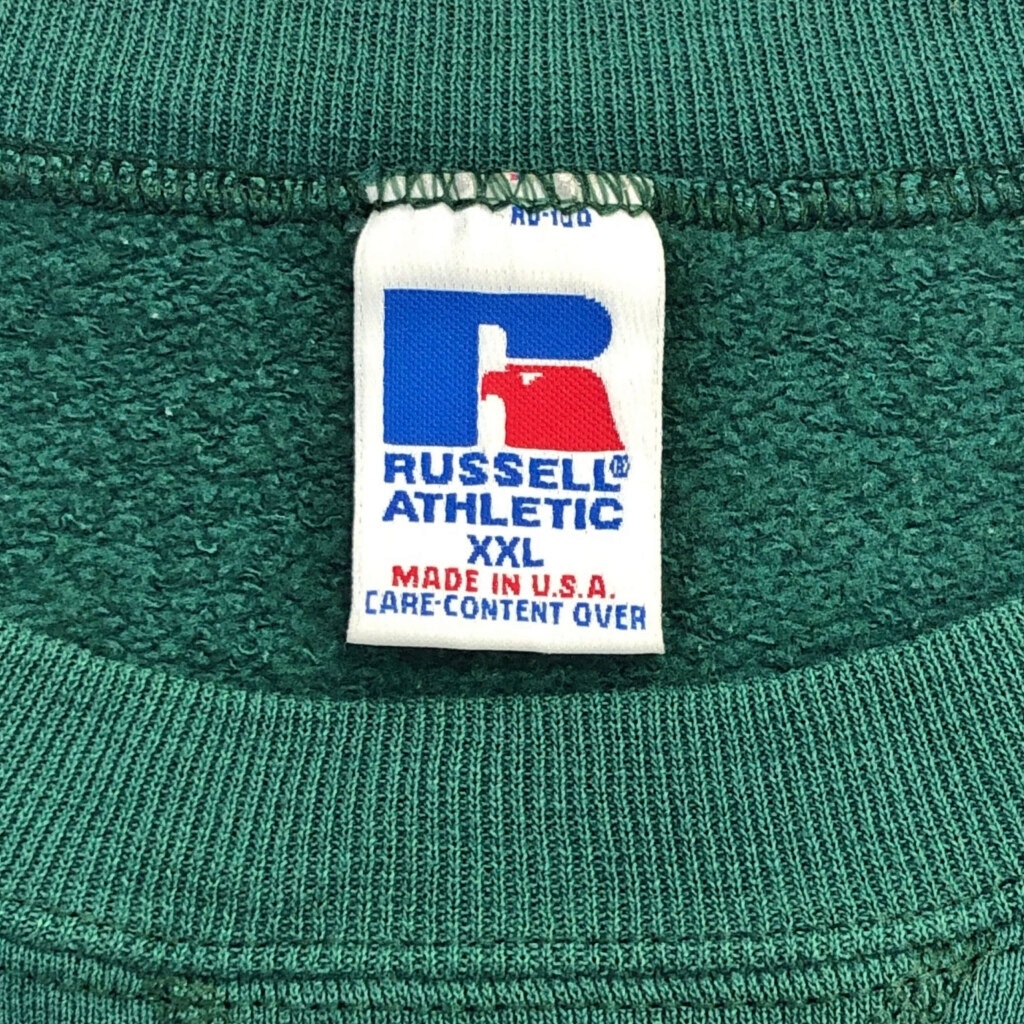 RUSSELL®
ATHLETIC
XXL
MADE IN U.S.A.
CARE-CONTENT OVER